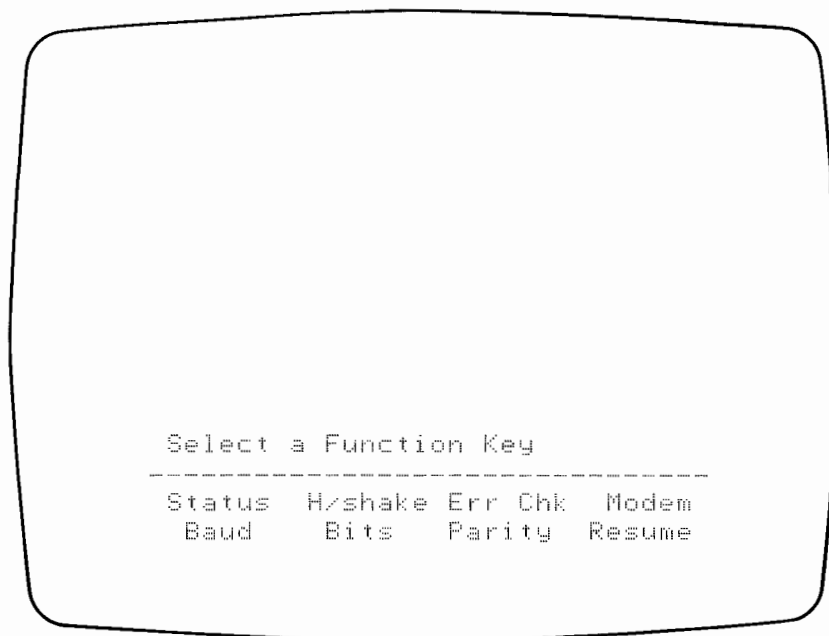 Select a Function Key
Status H/shake Err Chk Modem
Baud Bits Parity Resume